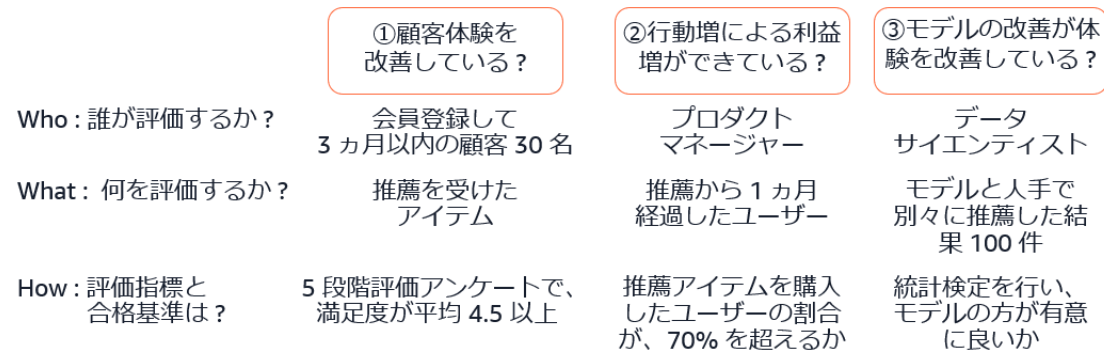 ①顧客体験を
改善している？
②行動増による利益
増ができている？
③モデルの改善が体
験を改善している？
Who : 誰が評価するか？
会員登録して
3 ヵ月以内の顧客 30 名
プロダクト
マネージャー
データ
サイエンティスト
What : 何を評価するか？
推薦を受けた
アイテム
推薦から 1 ヵ月
経過したユーザー
モデルと人手で
別々に推薦した結
果 100 件
How : 評価指標と
合格基準は？
5 段階評価アンケートで、
満足度が平均 4.5 以上
推薦アイテムを購入
したユーザーの割合
が、70% を超えるか
統計検定を行い、
モデルの方が有意
に良いか